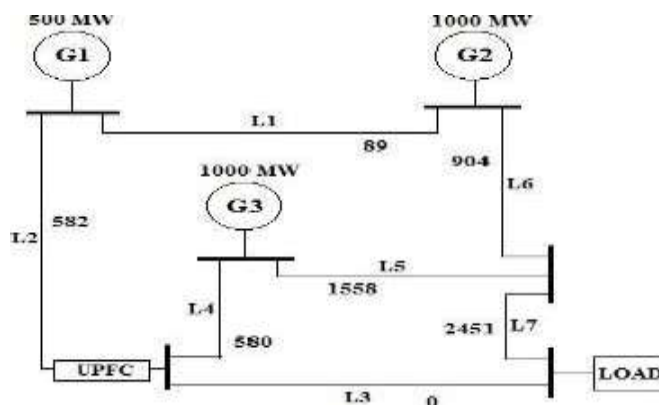 500 MW
1000 MW
G1
G2
L1
89
1000 MW
904
L6
G3
582
L2
L5
1558
L4
2451
L7
580
UPFC
LOAD
L3
0